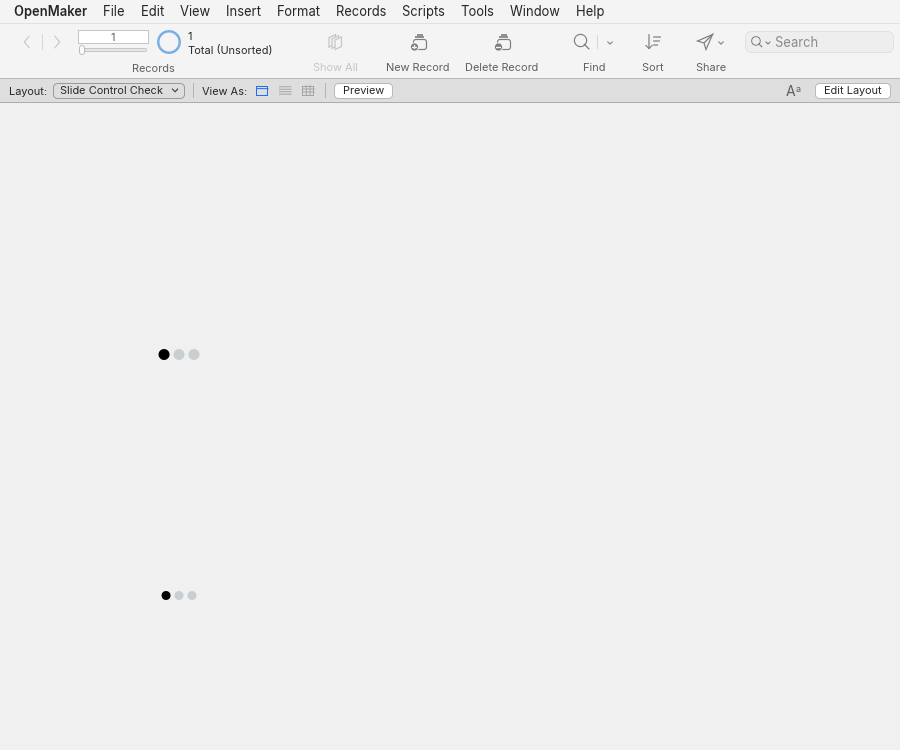 OpenMaker File Edit View Insert Format Records Scripts Tools Window Help
1
1
Total (Unsorted)
Search
Records Show All New Record Delete Record Find Sort Share
Layout: Slide Control Check View As: Preview Aa Edit Layout